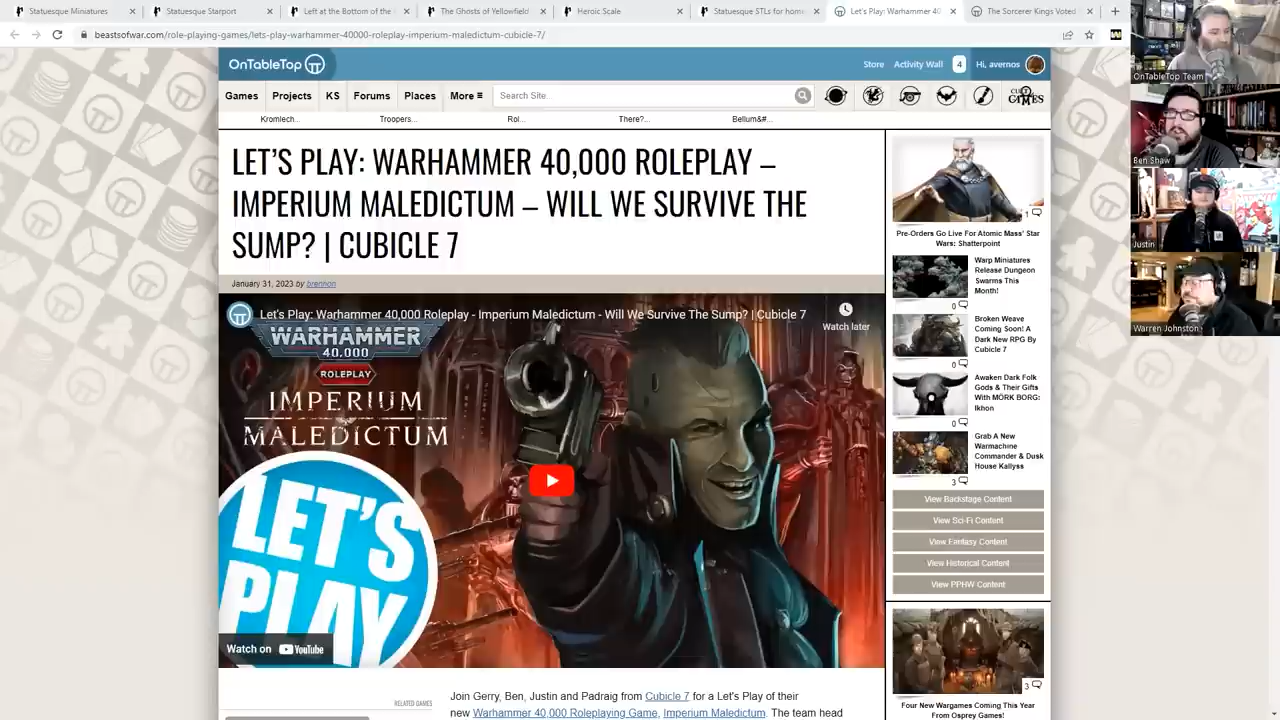 Statuesque Miniatures
Statuesque Starport
Left at the Bottom of the
The Ghosts of Yellowfield
Heroic Scale
Statuesque STLs for home
Let's Play: Warhammer 40
The Sorcerer Kings Voted
beastsofwar.com/role-playing-games/lets-play-warhammer-40000-roleplay-imperium-maledictum-cubicle-7/
OnTableTop
Store
Activity Wall
4
Hi, avernos
Games
Projects
KS
Forums
Places
More
Search Site...
Kromlech...
Troopers...
Rol...
There?...
Bellum&#...
LET'S PLAY: WARHAMMER 40,000 ROLEPLAY –
IMPERIUM MALEDICTUM – WILL WE SURVIVE THE
SUMP? | CUBICLE 7
January 31, 2023 by brennon
Let's Play: Warhammer 40,000 Roleplay - Imperium Maledictum - Will We Survive The Sump? | Cubicle 7
Watch later
WARHAMMER
40,000
ROLEPLAY
IMPERIUM
MALEDICTUM
LET'S
PLAY
Watch on YouTube
RELATED GAMES
Join Gerry, Ben, Justin and Padraig from Cubicle 7 for a Let's Play of their
new Warhammer 40,000 Roleplaying Game, Imperium Maledictum. The team head
1
Pre-Orders Go Live For Atomic Mass' Star
Wars: Shatterpoint
Warp Miniatures
Release Dungeon
Swarms This
Month!
0
Broken Weave
Coming Soon! A
Dark New RPG By
Cubicle 7
0
Awaken Dark Folk
Gods & Their Gifts
With MÖRK BORG:
Ikhon
0
Grab A New
Warmachine
Commander & Dusk
House Kallyss
3
View Backstage Content
View Sci-Fi Content
View Fantasy Content
View Historical Content
View PPHW Content
3
Four New Wargames Coming This Year
From Osprey Games!
OnTableTop Team
Ben Shaw
Justin
Warren Johnston